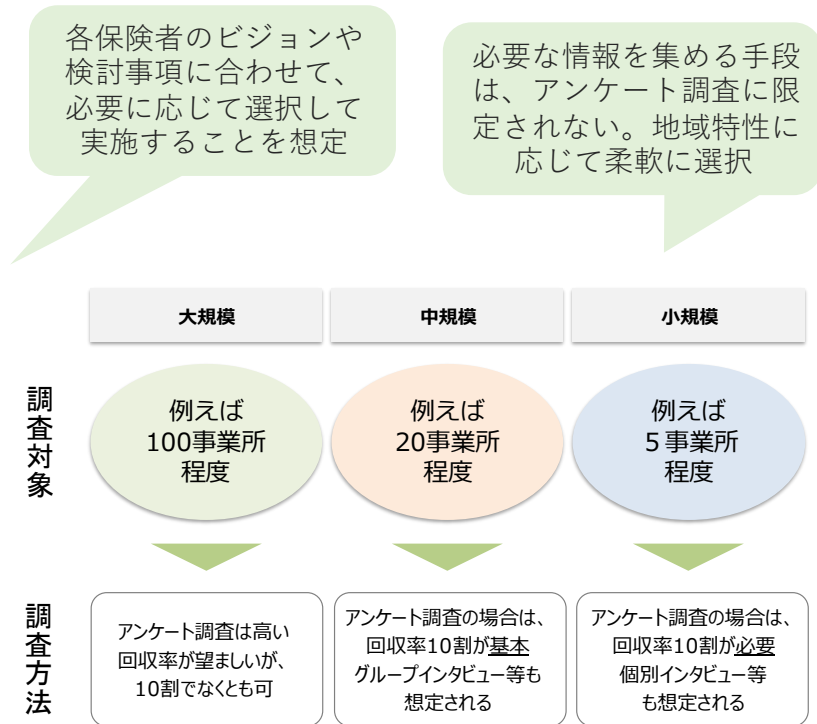 各保険者のビジョンや
検討事項に合わせて、
必要に応じて選択して
実施することを想定
必要な情報を集める手段
は、アンケート調査に限
定されない。地域特性に
応じて柔軟に選択
大規模
中規模
小規模
調査対象
例えば
100事業所
程度
例えば
20事業所
程度
例えば
5事業所
程度
調査方法
アンケート調査は高い
回収率が望ましいが、
10割でなくとも可
アンケート調査の場合は、
回収率10割が基本
グループインタビュー等も
想定される
アンケート調査の場合は、
回収率10割が必要
個別インタビュー等
も想定される